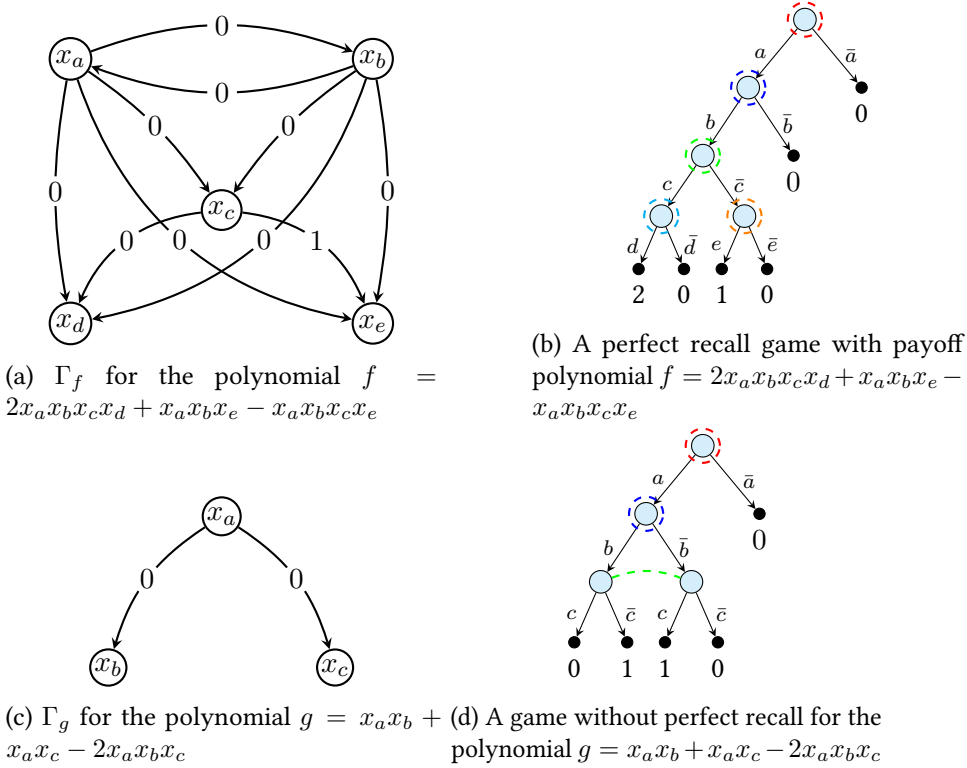 0
x_a
x_b
0
0
0
0
0
x_c
0
0
0
1
x_d
x_e
(a) Γ_f for the polynomial f =
2x_a x_b x_c x_d + x_a x_b x_e − x_a x_b x_c x_e
a
ā
0
b
b̄
0
c
c̄
d
d̄
e
ē
2
0
1
0
(b) A perfect recall game with payoff
polynomial f = 2x_a x_b x_c x_d + x_a x_b x_e −
x_a x_b x_c x_e
x_a
0
0
x_b
x_c
(c) Γ_g for the polynomial g = x_a x_b +
x_a x_c − 2x_a x_b x_c
a
ā
0
b
b̄
c
c̄
c
c̄
0
1
1
0
(d) A game without perfect recall for the
polynomial g = x_a x_b + x_a x_c − 2x_a x_b x_c